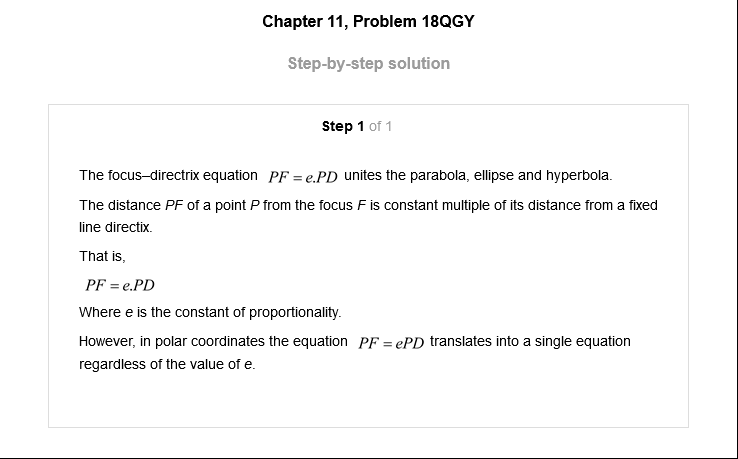 Chapter 11, Problem 18QGY
Step-by-step solution
Step 1 of 1
The focus–directrix equation PF = e.PD unites the parabola, ellipse and hyperbola.
The distance PF of a point P from the focus F is constant multiple of its distance from a fixed
line directix.
That is,
PF = e.PD
Where e is the constant of proportionality.
However, in polar coordinates the equation PF = ePD translates into a single equation
regardless of the value of e.